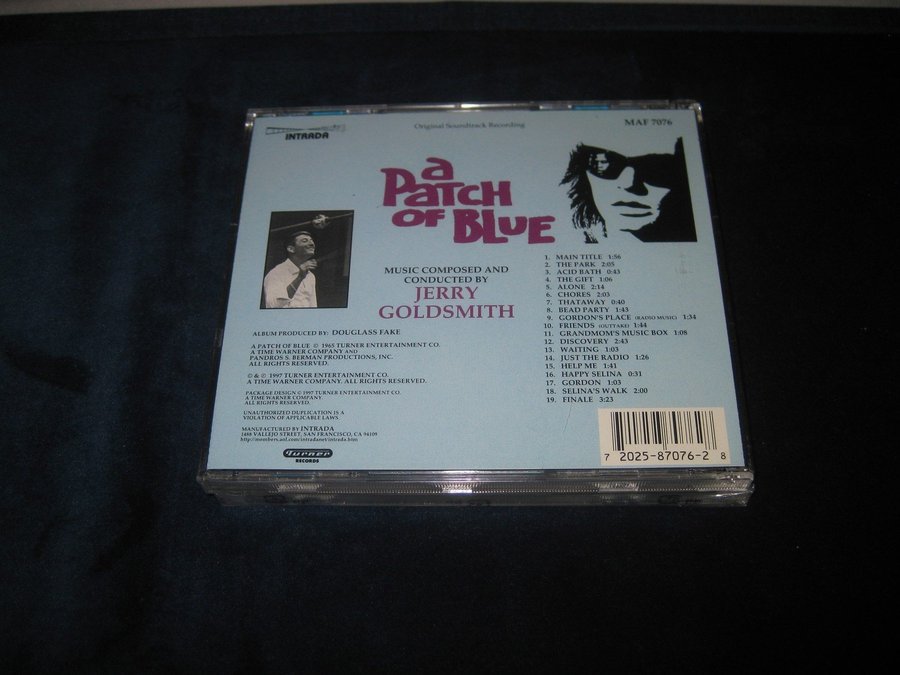 INTRADA
Original Soundtrack Recording
MAF 7076
a
PatCH
OF BLUE
MUSIC COMPOSED AND
CONDUCTED BY
JERRY
GOLDSMITH
ALBUM PRODUCED BY: DOUGLASS FAKE
A PATCH OF BLUE © 1965 TURNER ENTERTAINMENT CO.
A TIME WARNER COMPANY AND
PANDROS S. BERMAN PRODUCTIONS, INC.
ALL RIGHTS RESERVED.
© & ℗ 1997 TURNER ENTERTAINMENT CO.
A TIME WARNER COMPANY. ALL RIGHTS RESERVED.
PACKAGE DESIGN © 1997 TURNER ENTERTAINMENT CO.
A TIME WARNER COMPANY.
ALL RIGHTS RESERVED.
UNAUTHORIZED DUPLICATION IS A
VIOLATION OF APPLICABLE LAWS
MANUFACTURED BY INTRADA
1488 VALLEJO STREET, SAN FRANCISCO, CA 94109
http://members.aol.com/intradanet/intrada.htm
Turner
RECORDS
1. MAIN TITLE 1:56
2. THE PARK 2:05
3. ACID BATH 0:43
4. THE GIFT 1:06
5. ALONE 2:14
6. CHORES 2:03
7. THATAWAY 0:40
8. BEAD PARTY 1:43
9. GORDON'S PLACE (RADIO MUSIC) 1:34
10. FRIENDS (OUTTAKE) 1:44
11. GRANDMOM'S MUSIC BOX 1:08
12. DISCOVERY 2:43
13. WAITING 1:03
14. JUST THE RADIO 1:26
15. HELP ME 1:41
16. HAPPY SELINA 0:31
17. GORDON 1:03
18. SELINA'S WALK 2:00
19. FINALE 3:23
7 2025-87076-2 8